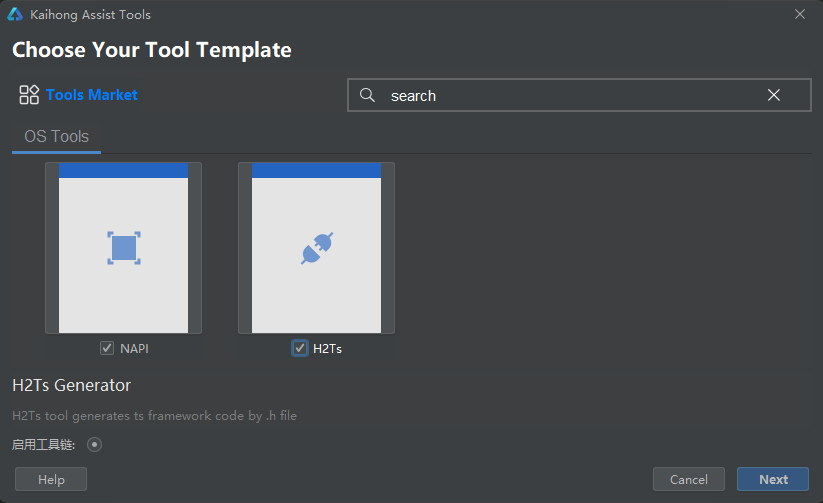 Kaihong Assist Tools
Choose Your Tool Template
Tools Market
search
OS Tools
NAPI
H2Ts
H2Ts Generator
H2Ts tool generates ts framework code by .h file
启用工具链:
Help
Cancel
Next